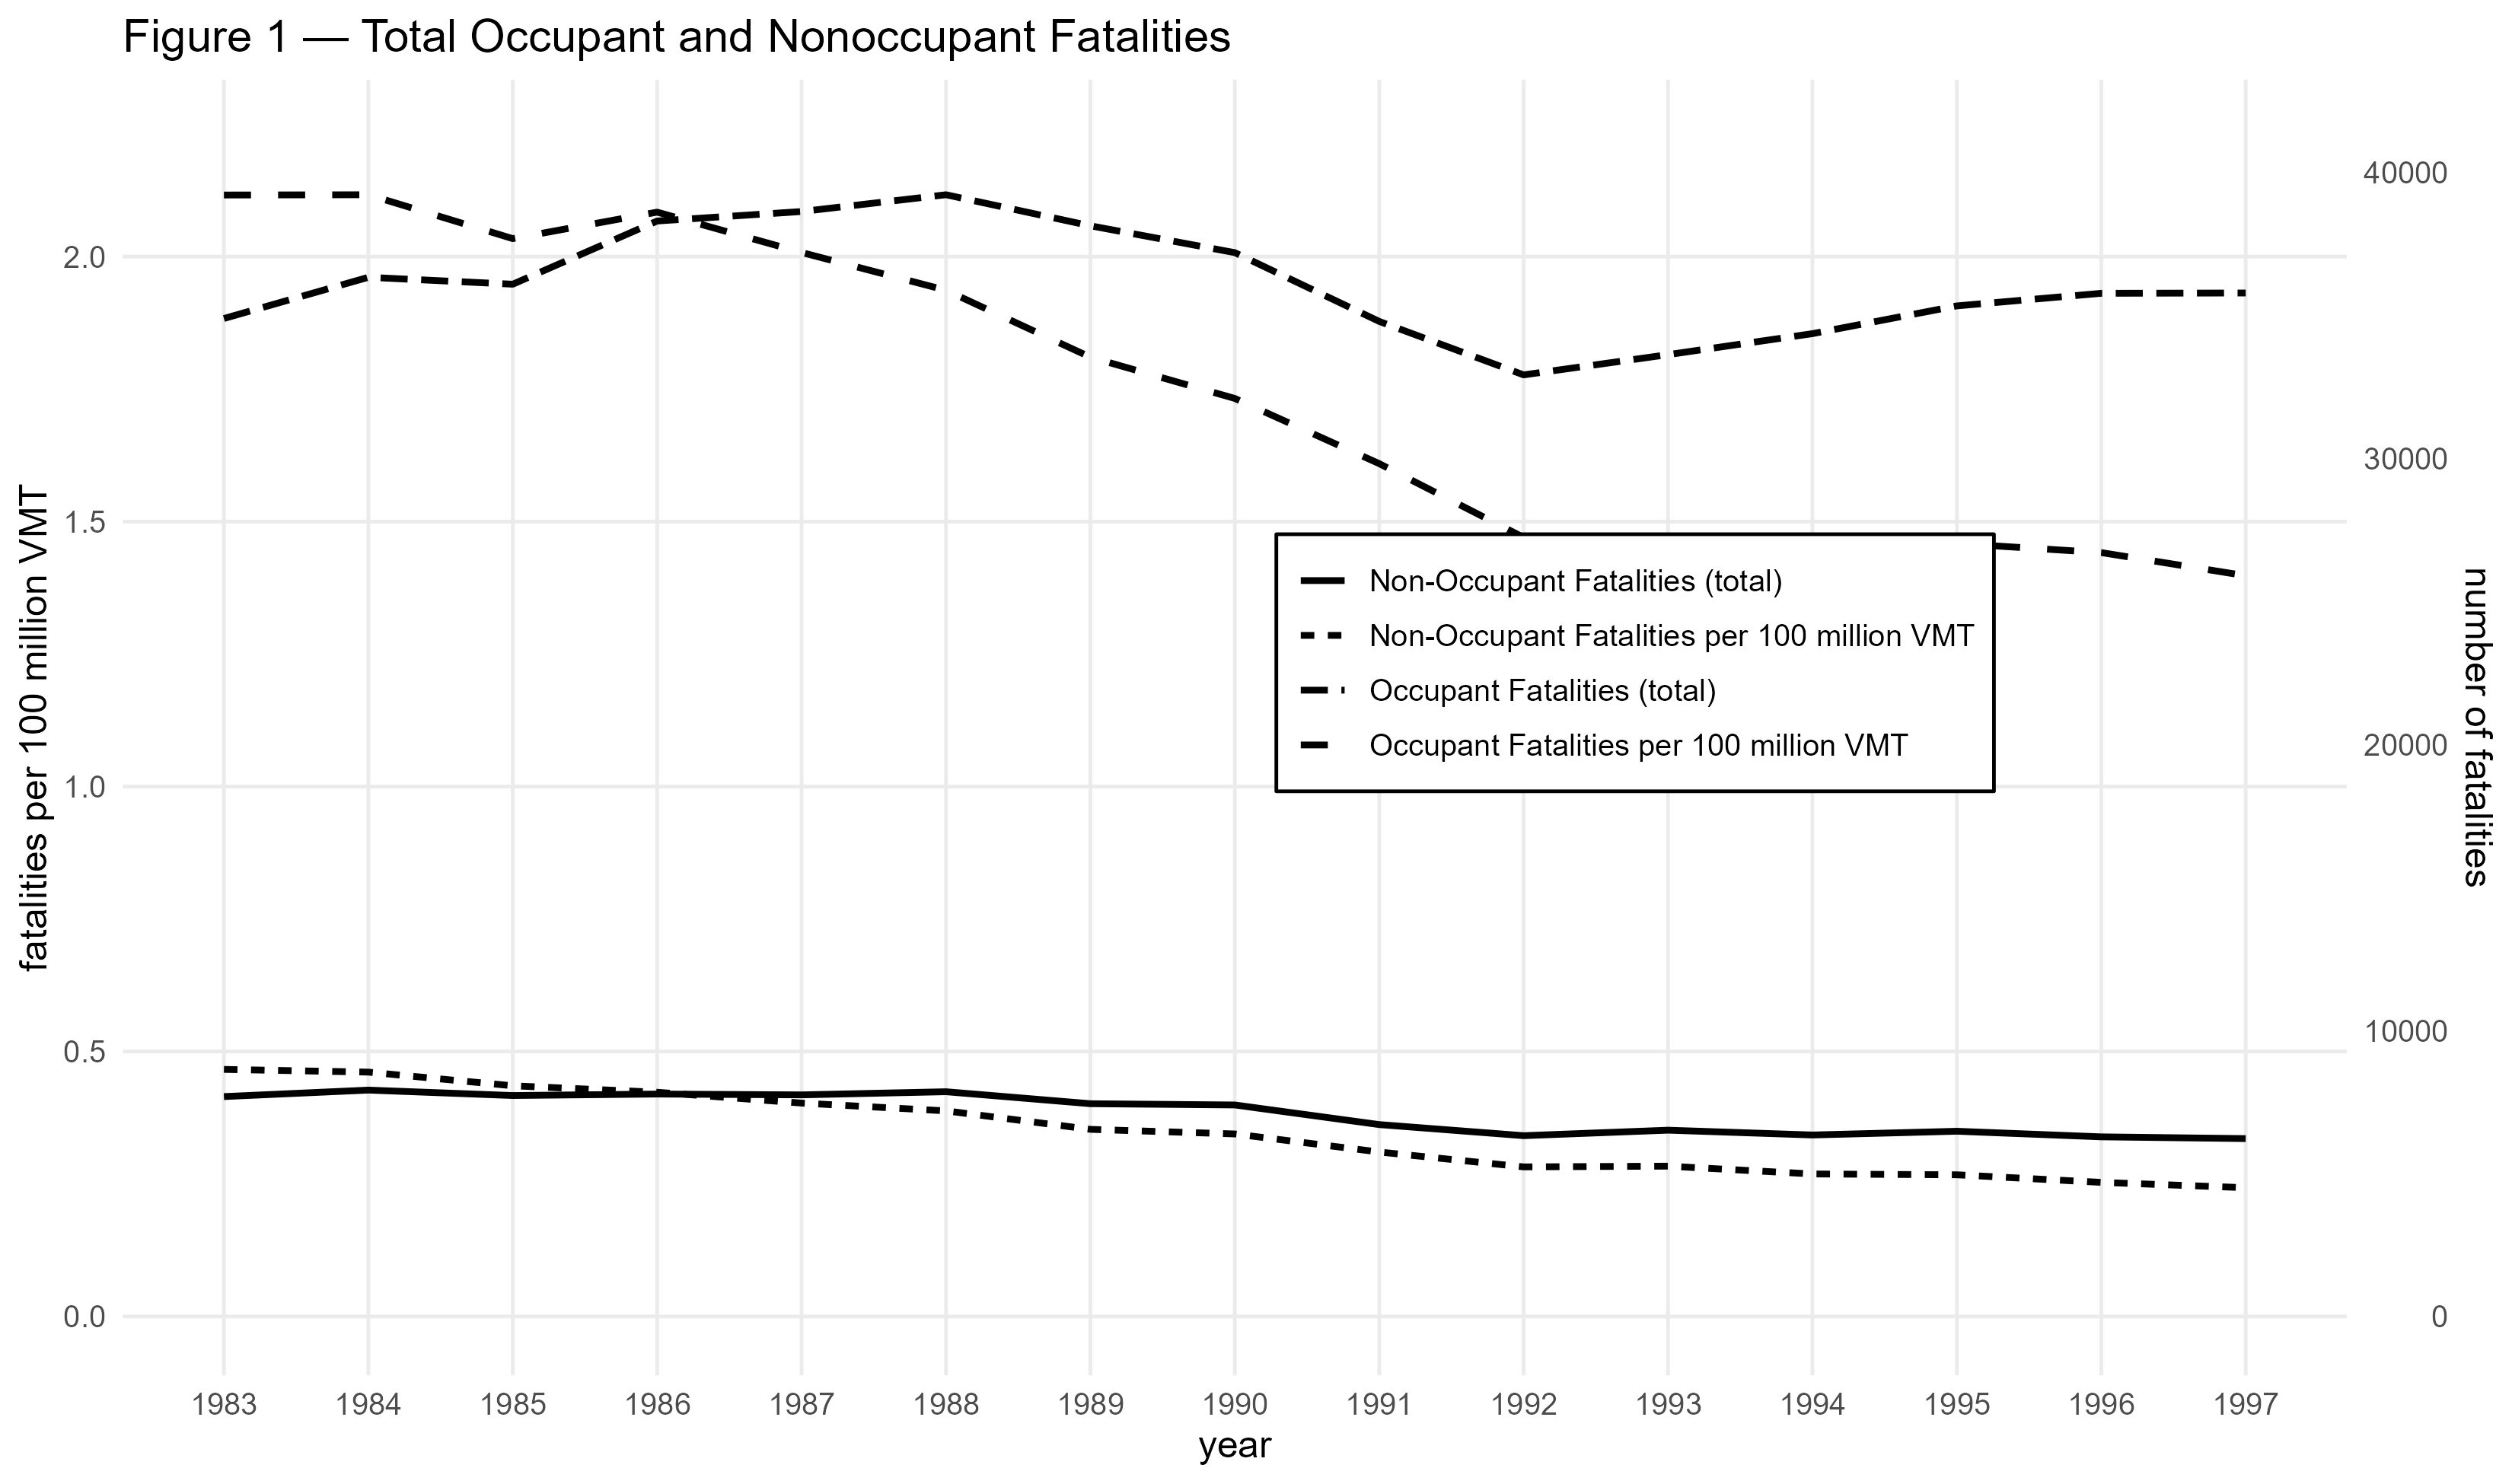 Figure 1 — Total Occupant and Nonoccupant Fatalities
fatalities per 100 million VMT
2.0
1.5
1.0
0.5
0.0
40000
30000
20000
10000
0
number of fatalities
Non-Occupant Fatalities (total)
Non-Occupant Fatalities per 100 million VMT
Occupant Fatalities (total)
Occupant Fatalities per 100 million VMT
1983 1984 1985 1986 1987 1988 1989 1990 1991 1992 1993 1994 1995 1996 1997
year